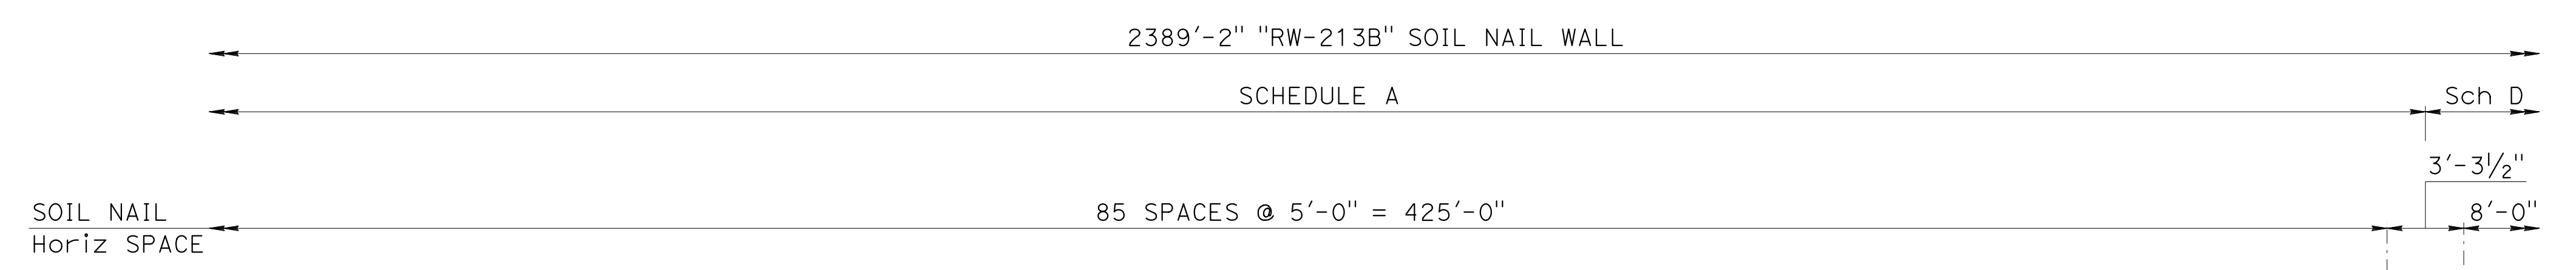 2389'-2" "RW-213B" SOIL NAIL WALL
SCHEDULE A
Sch D
3'-3½"
SOIL NAIL
85 SPACES @ 5'-0" = 425'-0"
8'-0"
Horiz SPACE